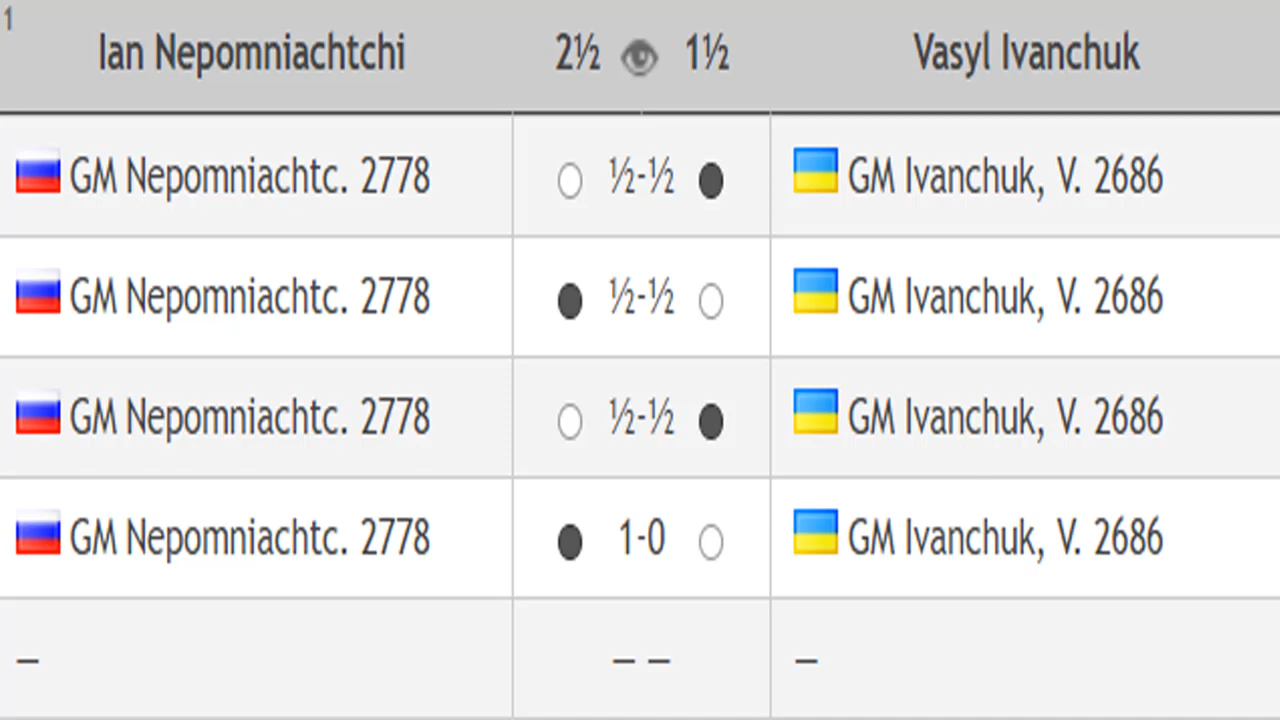 1
Ian Nepomniachtchi 2½ 1½ Vasyl Ivanchuk
GM Nepomniachtc. 2778 ½-½ GM Ivanchuk, V. 2686
GM Nepomniachtc. 2778 ½-½ GM Ivanchuk, V. 2686
GM Nepomniachtc. 2778 ½-½ GM Ivanchuk, V. 2686
GM Nepomniachtc. 2778 1-0 GM Ivanchuk, V. 2686
– – – –